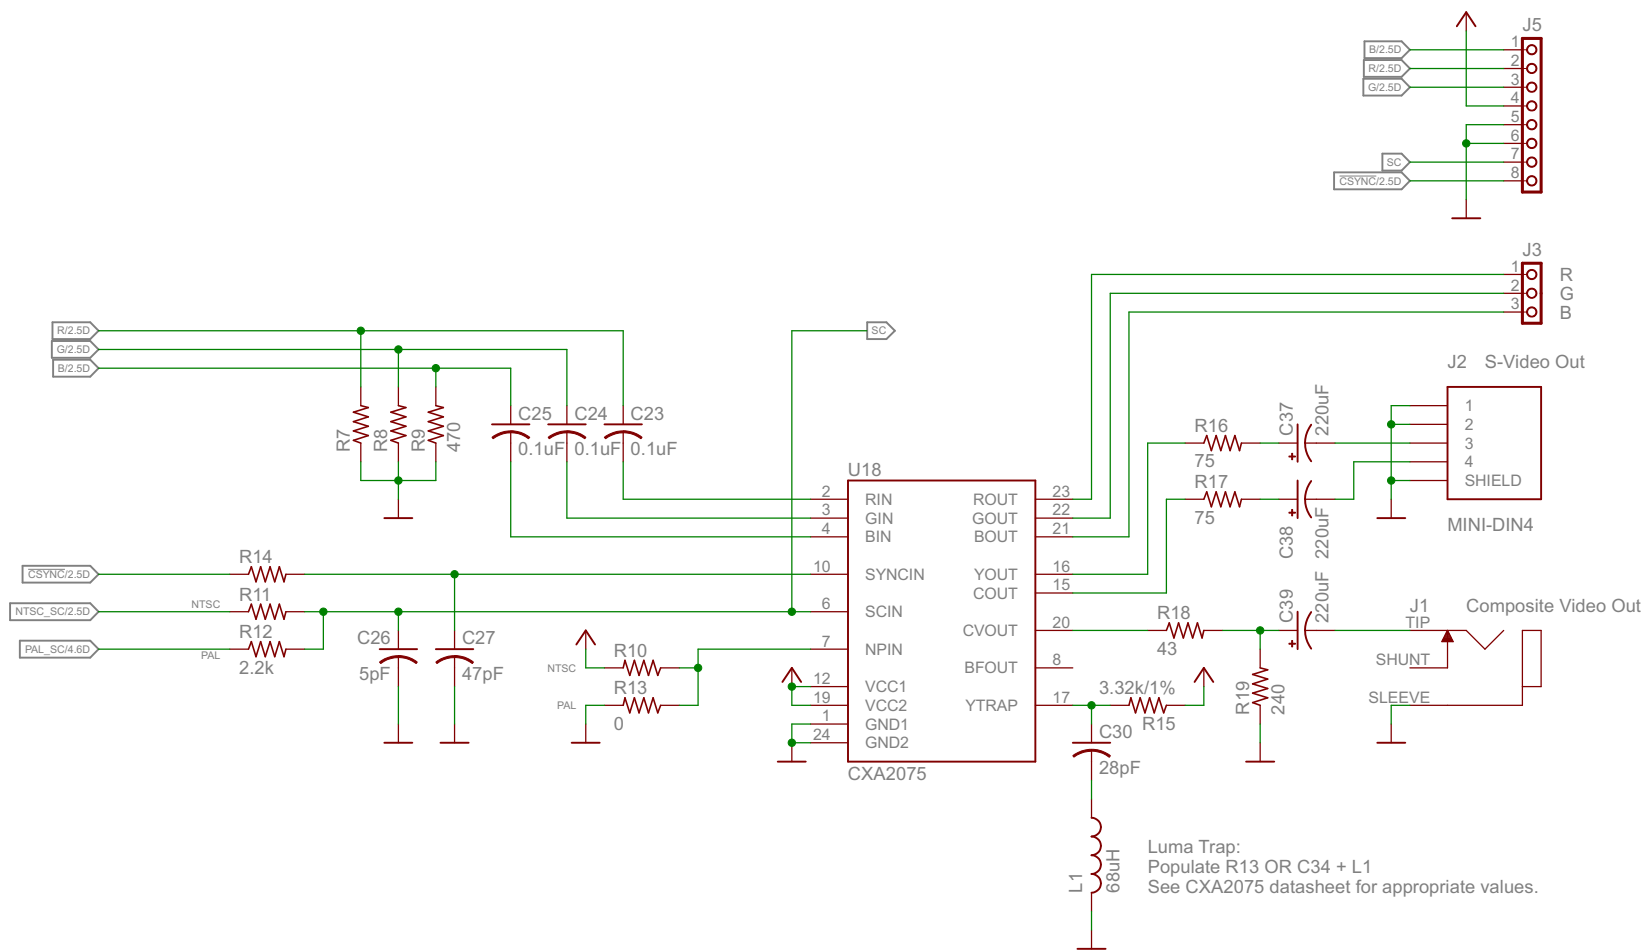 J5
B/2.5D
1
R/2.5D
2
G/2.5D
3
4
5
6
SC
7
CSYNC/2.5D
8
J3
1 R
2 G
3 B
R/2.5D
G/2.5D
B/2.5D
SC
J2 S-Video Out
R7
R8
R9
470
C25
0.1uF
C24
0.1uF
C23
0.1uF
R16
75
C37
220uF
R17
75
C38
220uF
1
2
3
4
SHIELD
MINI-DIN4
U18
2 RIN ROUT 23
3 GIN GOUT 22
4 BIN BOUT 21
10 SYNCIN YOUT 16
COUT 15
6 SCIN
CVOUT 20
7 NPIN
BFOUT 8
12 VCC1
19 VCC2 YTRAP 17
1 GND1
24 GND2
CXA2075
CSYNC/2.5D
R14
NTSC_SC/2.5D
NTSC
R11
PAL_SC/4.6D
PAL
R12
2.2k
C26
5pF
C27
47pF
NTSC
R10
PAL
R13
0
R18
43
C39
220uF
J1 Composite Video Out
TIP
SHUNT
SLEEVE
R19
240
3.32k/1%
R15
C30
28pF
L1
68uH
Luma Trap:
Populate R13 OR C34 + L1
See CXA2075 datasheet for appropriate values.